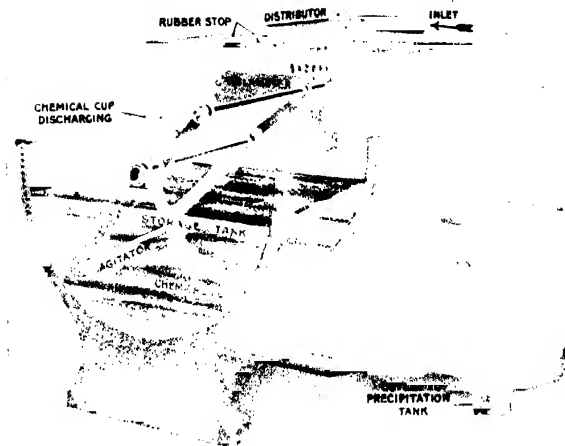 RUBBER STOP
DISTRIBUTOR
INLET
CHEMICAL CUP
DISCHARGING
STORAGE TANK
AGITATOR
PRECIPITATION
TANK